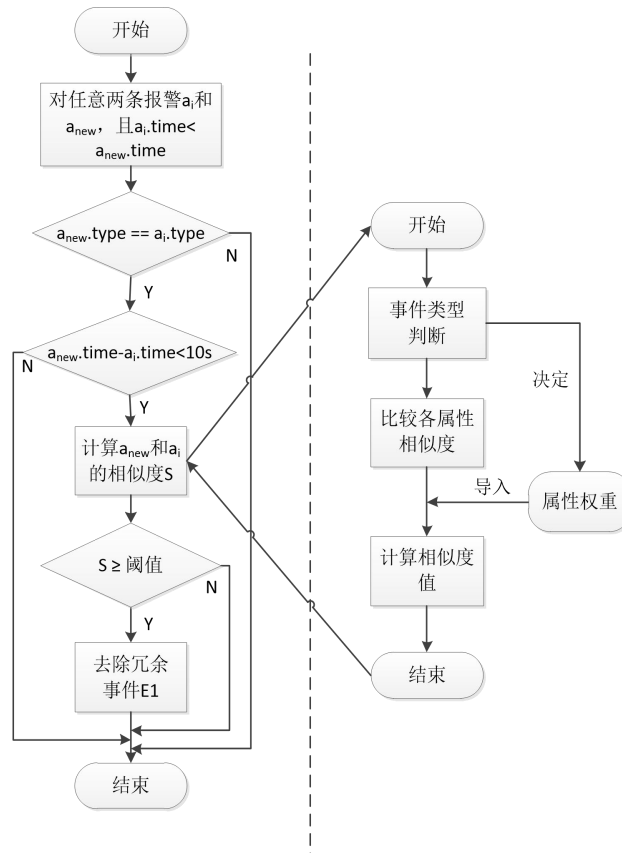 开始
对任意两条报警ai和
anew，且ai.time<
anew.time
anew.type == ai.type
N
Y
anew.time-ai.time<10s
N
Y
计算anew和ai
的相似度S
S ≥ 阈值
N
Y
去除冗余
事件E1
结束
开始
事件类型
判断
决定
比较各属性
相似度
导入
属性权重
计算相似度
值
结束